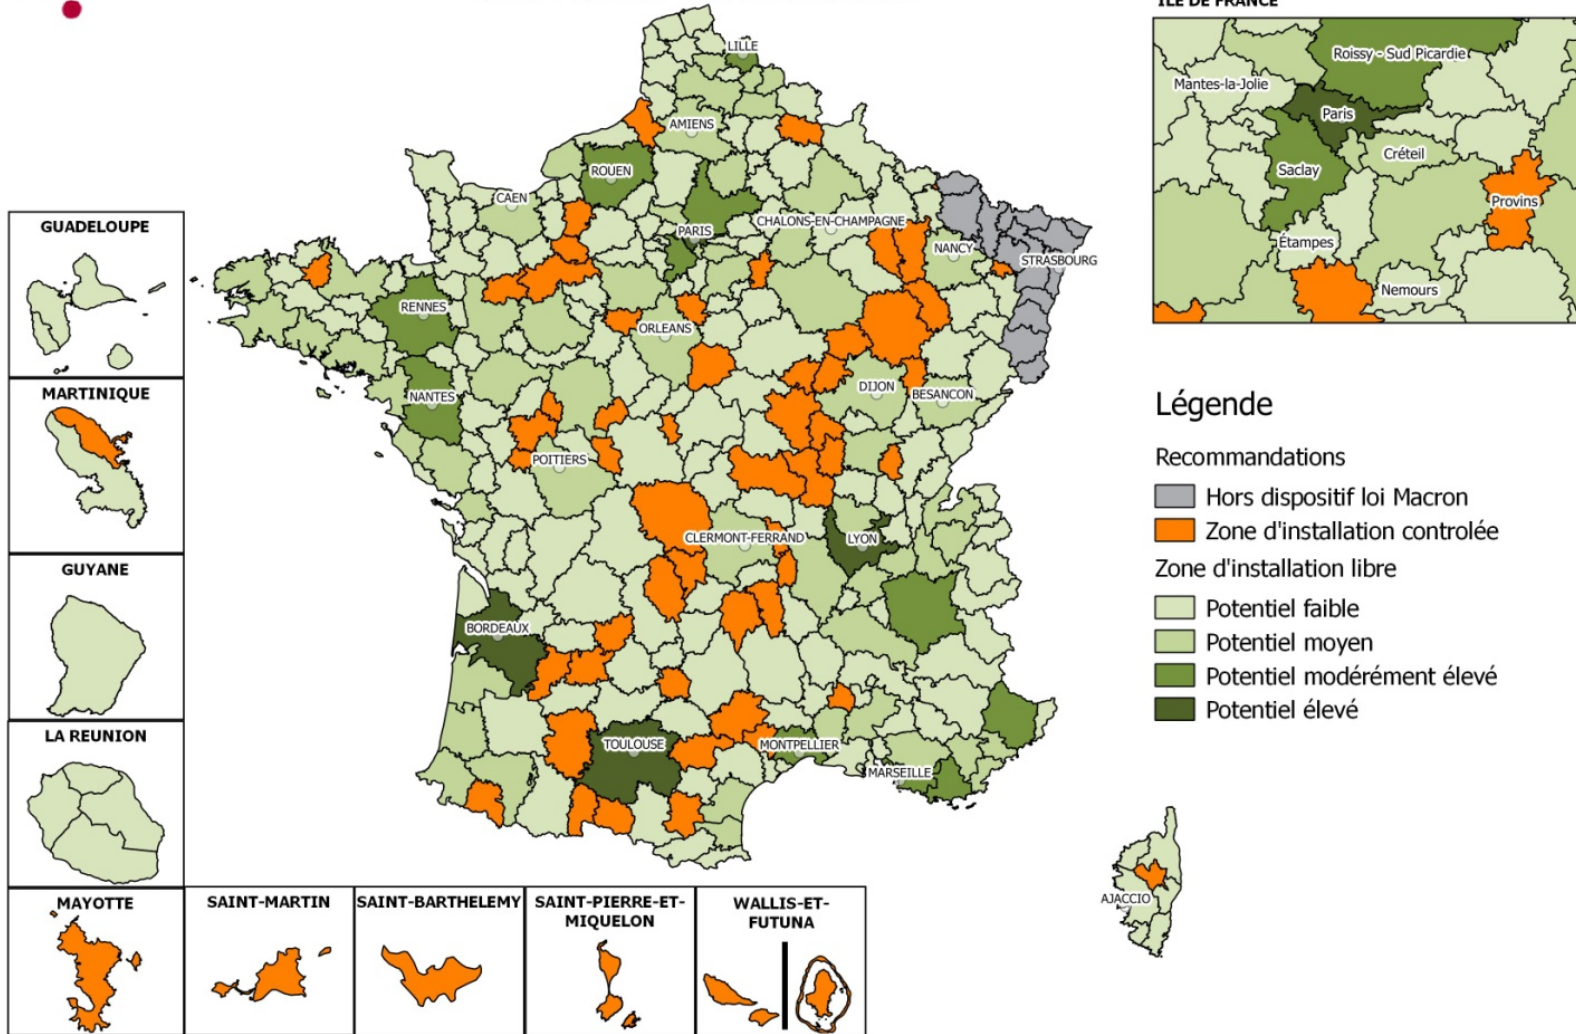 ILE DE FRANCE
LILLE
Roissy - Sud Picardie
Mantes-la-Jolie
Paris
AMIENS
Créteil
ROUEN
Saclay
CAEN
Provins
GUADELOUPE
CHALONS-EN-CHAMPAGNE
PARIS
NANCY
Étampes
STRASBOURG
Nemours
RENNES
ORLEANS
MARTINIQUE
NANTES
DIJON
BESANCON
Légende
POITIERS
Recommandations
Hors dispositif loi Macron
Zone d'installation controlée
CLERMONT-FERRAND
LYON
GUYANE
Zone d'installation libre
Potentiel faible
BORDEAUX
Potentiel moyen
Potentiel modérément élevé
Potentiel élevé
LA REUNION
TOULOUSE
MONTPELLIER
MARSEILLE
MAYOTTE
SAINT-MARTIN
SAINT-BARTHELEMY
SAINT-PIERRE-ET-
MIQUELON
WALLIS-ET-
FUTUNA
AJACCIO